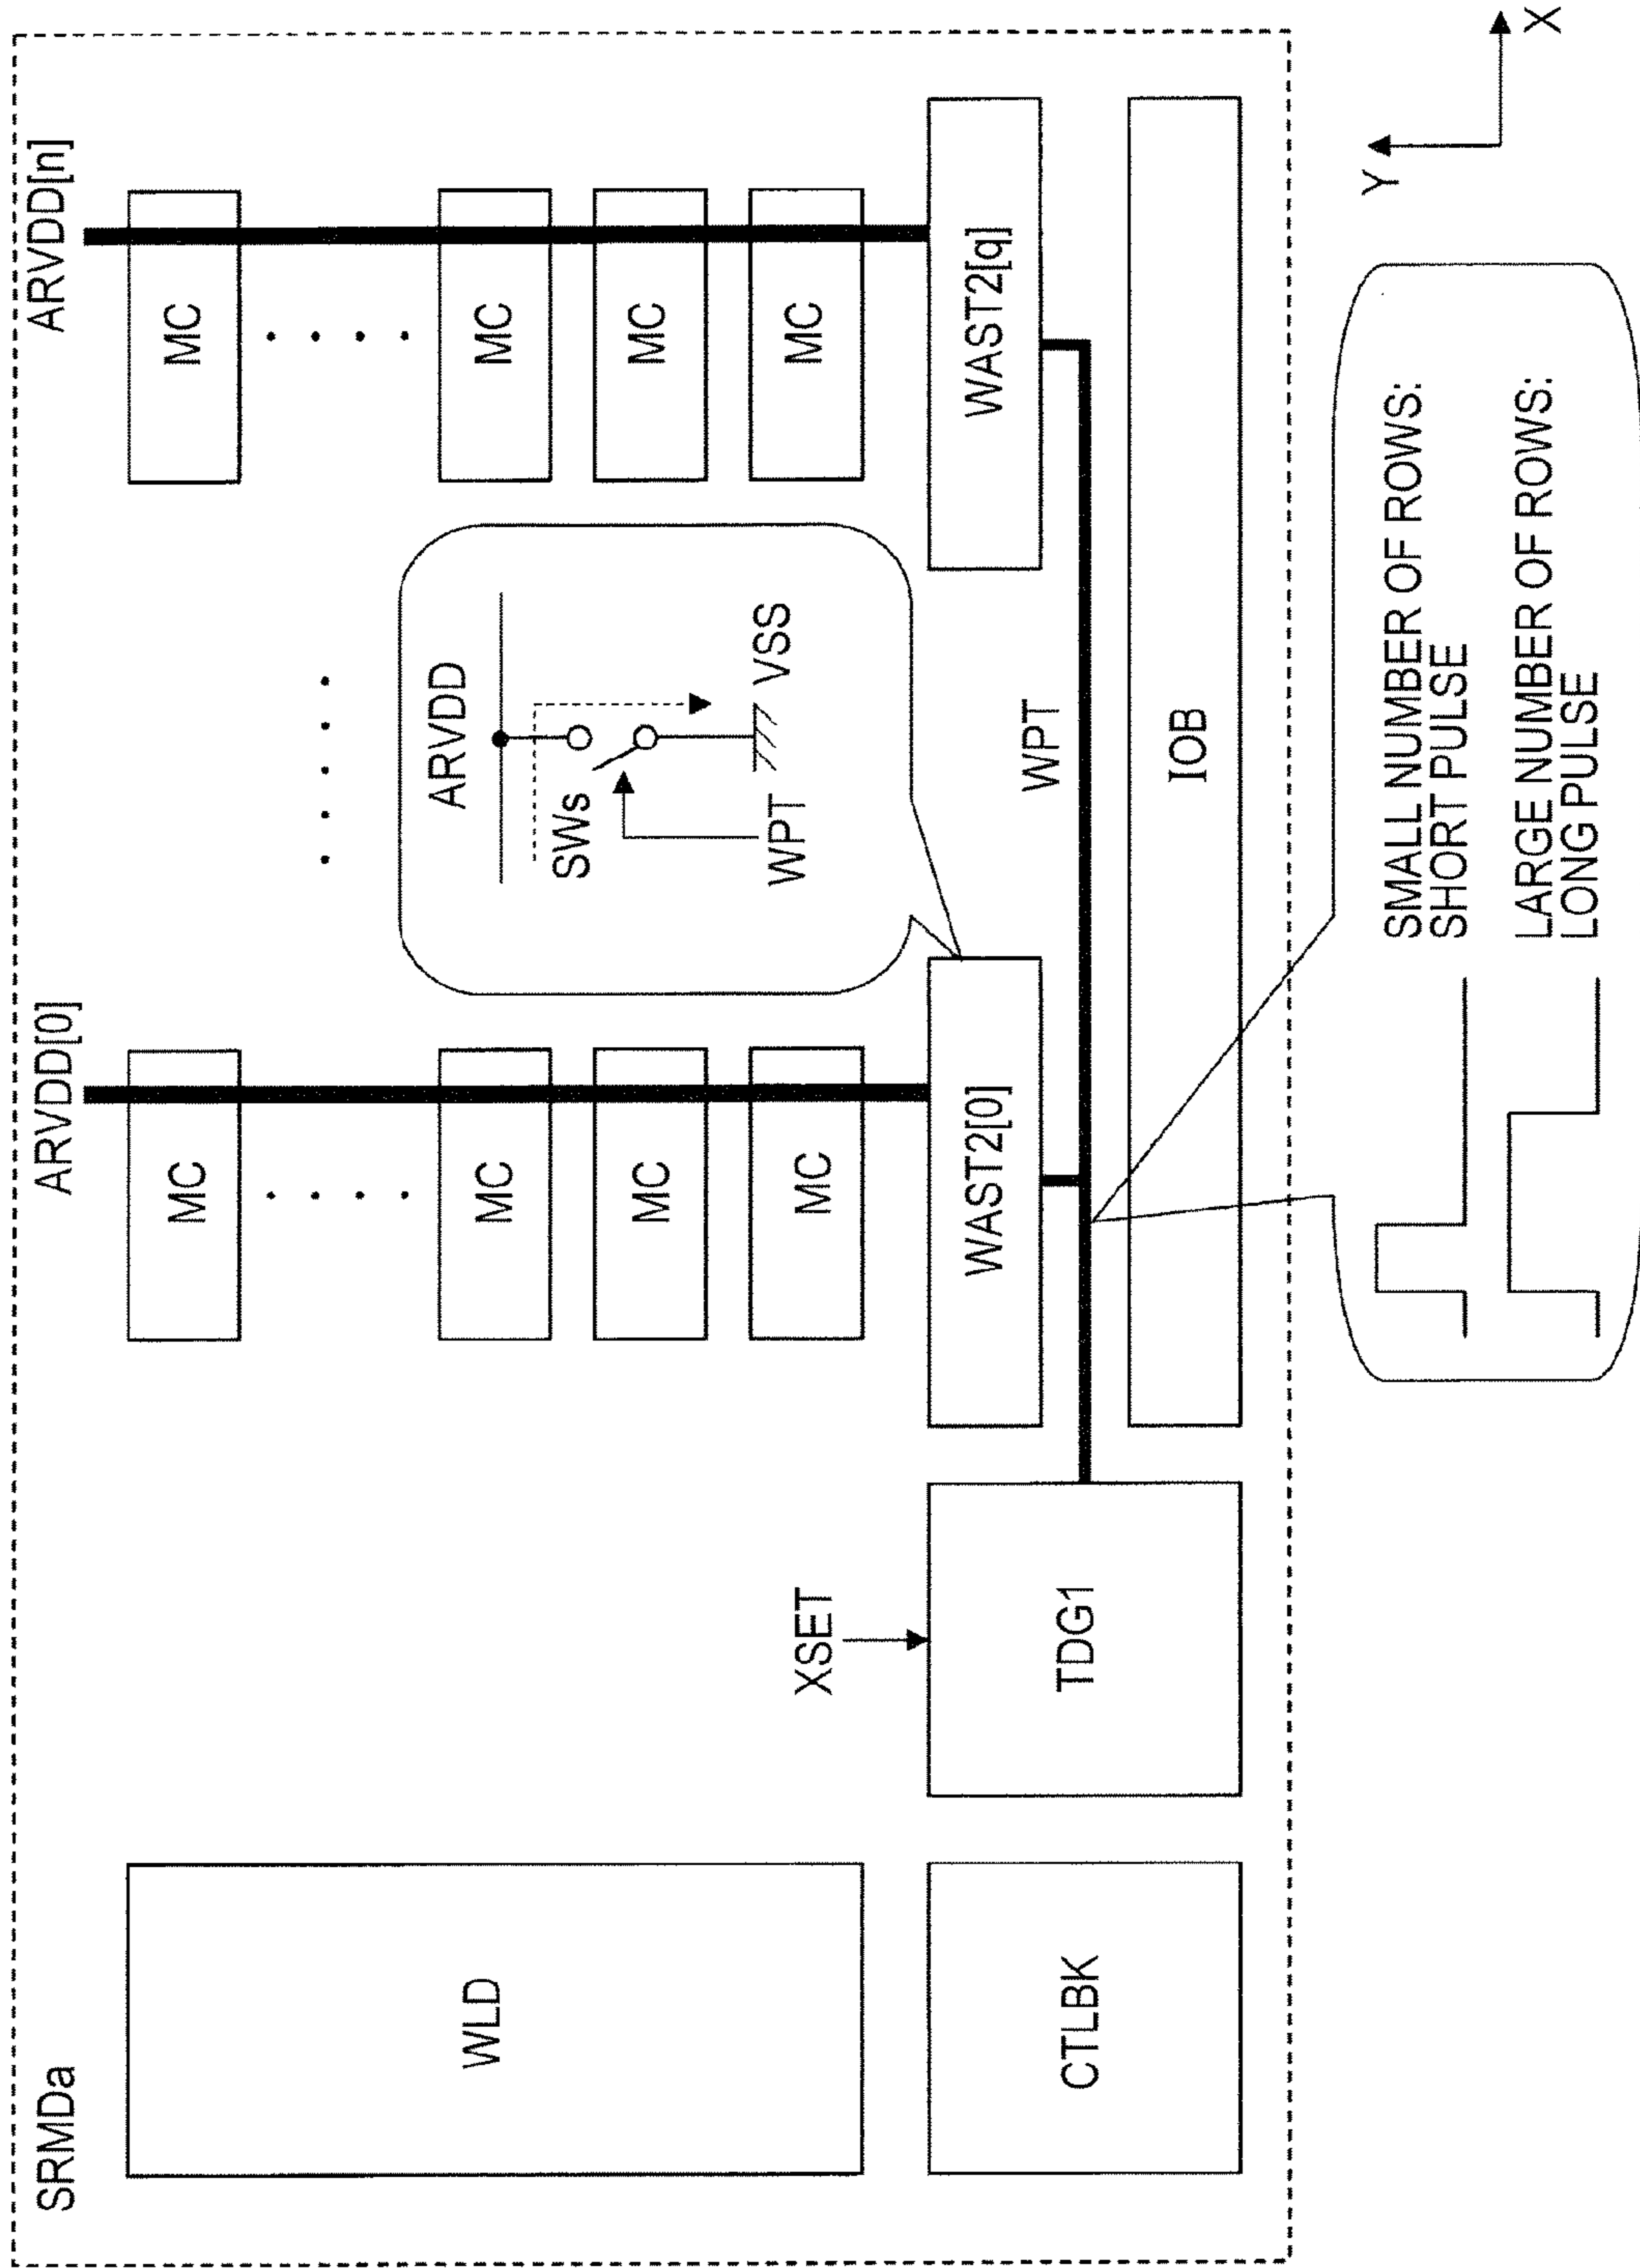 SRMDa
ARVDD[0]
ARVDD[n]
WLD
MC
MC
. . . .
. . . .
. . . . .
MC
MC
MC
MC
MC
MC
ARVDD
SWs
WPT
VSS
XSET
WAST2[0]
WAST2[q]
WPT
CTLBK
TDG1
IOB
SMALL NUMBER OF ROWS:
SHORT PULSE
LARGE NUMBER OF ROWS:
LONG PULSE
Y
X